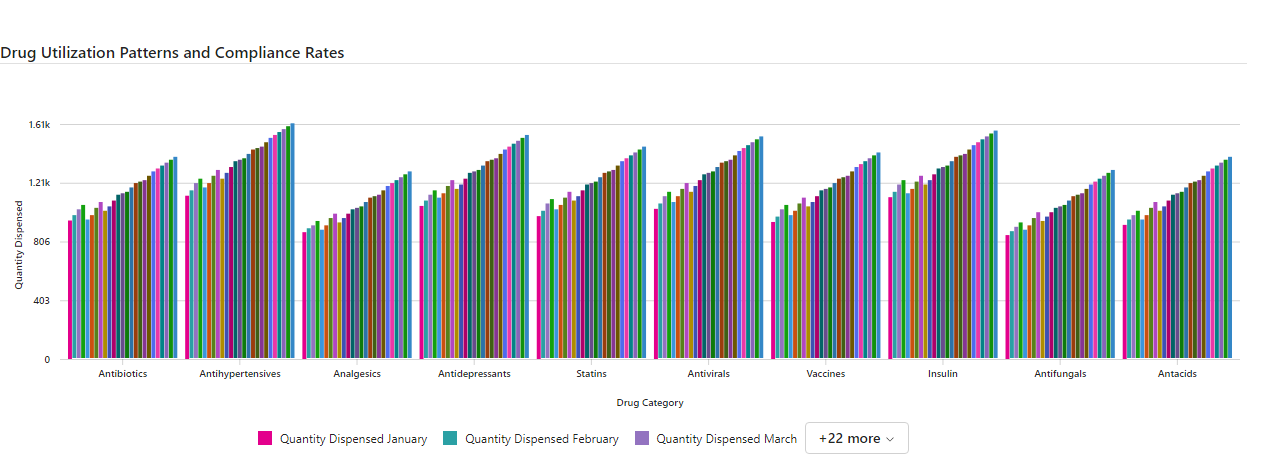 Drug Utilization Patterns and Compliance Rates
1.61k
1.21k
806
403
0
Quantity Dispensed
Antibiotics Antihypertensives Analgesics Antidepressants Statins Antivirals Vaccines Insulin Antifungals Antacids
Drug Category
Quantity Dispensed January Quantity Dispensed February Quantity Dispensed March +22 more